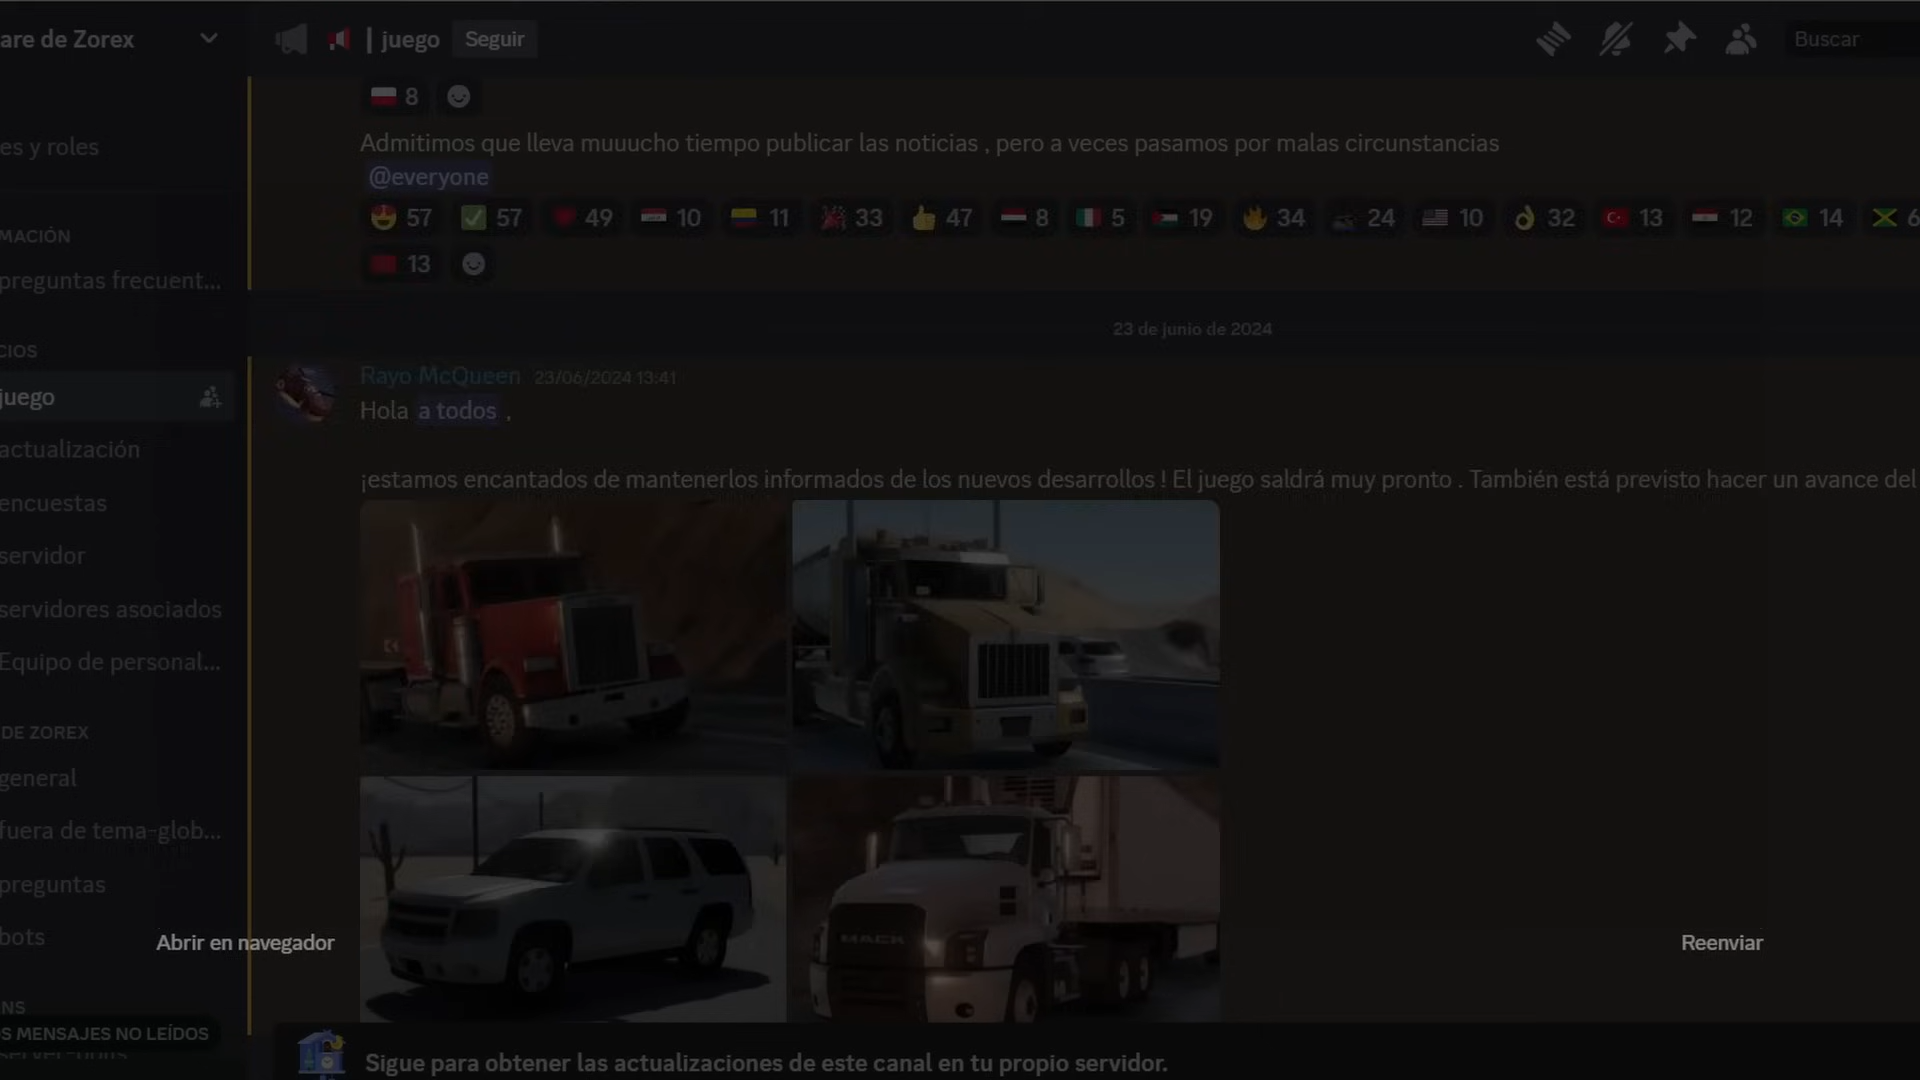 are de Zorex
| juego
Seguir
Buscar
8
es y roles
Admitimos que lleva muuucho tiempo publicar las noticias , pero a veces pasamos por malas circunstancias
@everyone
57 57 49 10 11 33 47 8 5 19 34 24 10 32 13 12 14 6
13
MACIÓN
preguntas frecuent...
CIOS
juego
actualización
encuestas
servidor
servidores asociados
Equipo de personal...
DE ZOREX
general
fuera de tema-glob...
preguntas
bots
NS
S MENSAJES NO LEÍDOS
23 de junio de 2024
Rayo McQueen 23/06/2024 13:41
Hola a todos ,
¡estamos encantados de mantenerlos informados de los nuevos desarrollos ! El juego saldrá muy pronto . También está previsto hacer un avance del
MACK
Abrir en navegador
Reenviar
Sigue para obtener las actualizaciones de este canal en tu propio servidor.